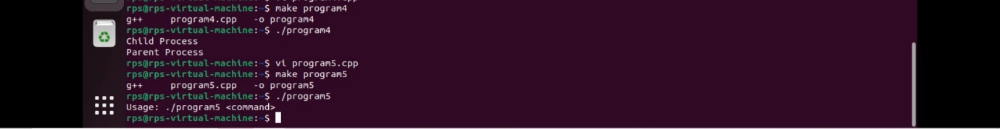 rps@rps-virtual-machine:~$ make program4
g++     program4.cpp   -o program4
rps@rps-virtual-machine:~$ ./program4
Child Process
Parent Process
rps@rps-virtual-machine:~$ vi program5.cpp
rps@rps-virtual-machine:~$ make program5
g++     program5.cpp   -o program5
rps@rps-virtual-machine:~$ ./program5
Usage: ./program5 <command>
rps@rps-virtual-machine:~$